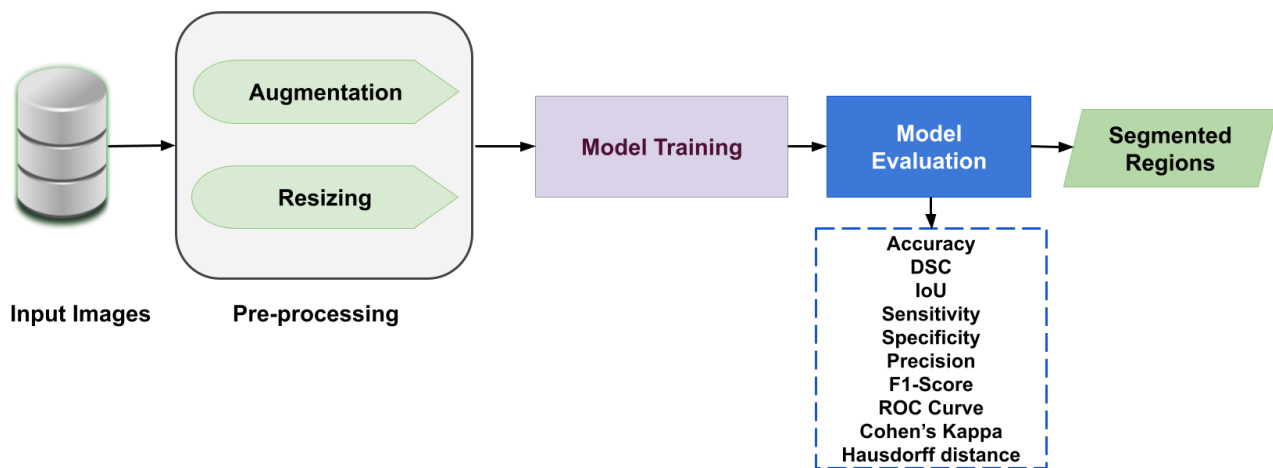 Augmentation
Resizing
Input Images
Pre-processing
Model Training
Model
Evaluation
Segmented
Regions
Accuracy
DSC
IoU
Sensitivity
Specificity
Precision
F1-Score
ROC Curve
Cohen’s Kappa
Hausdorff distance